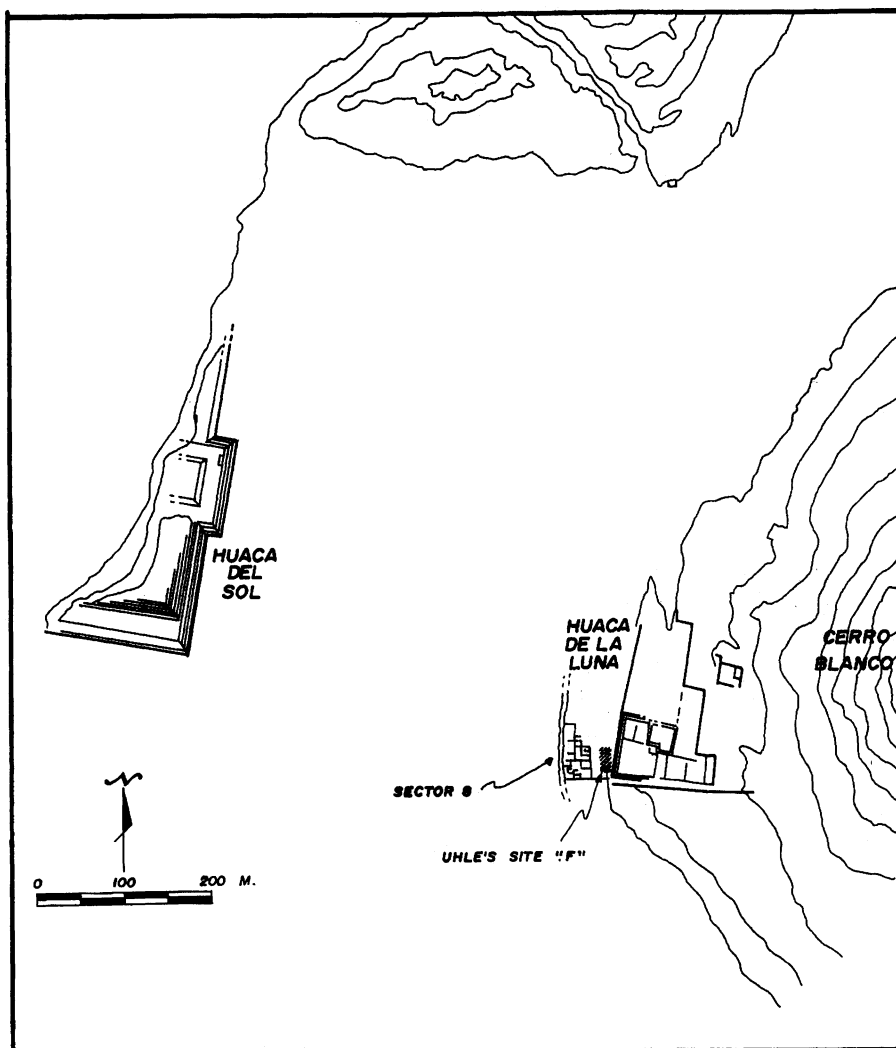 HUACA
DEL
SOL
HUACA
DE LA
LUNA
CERRO
BLANCO
SECTOR 8
UHLE'S SITE "F"
N
0 100 200 M.